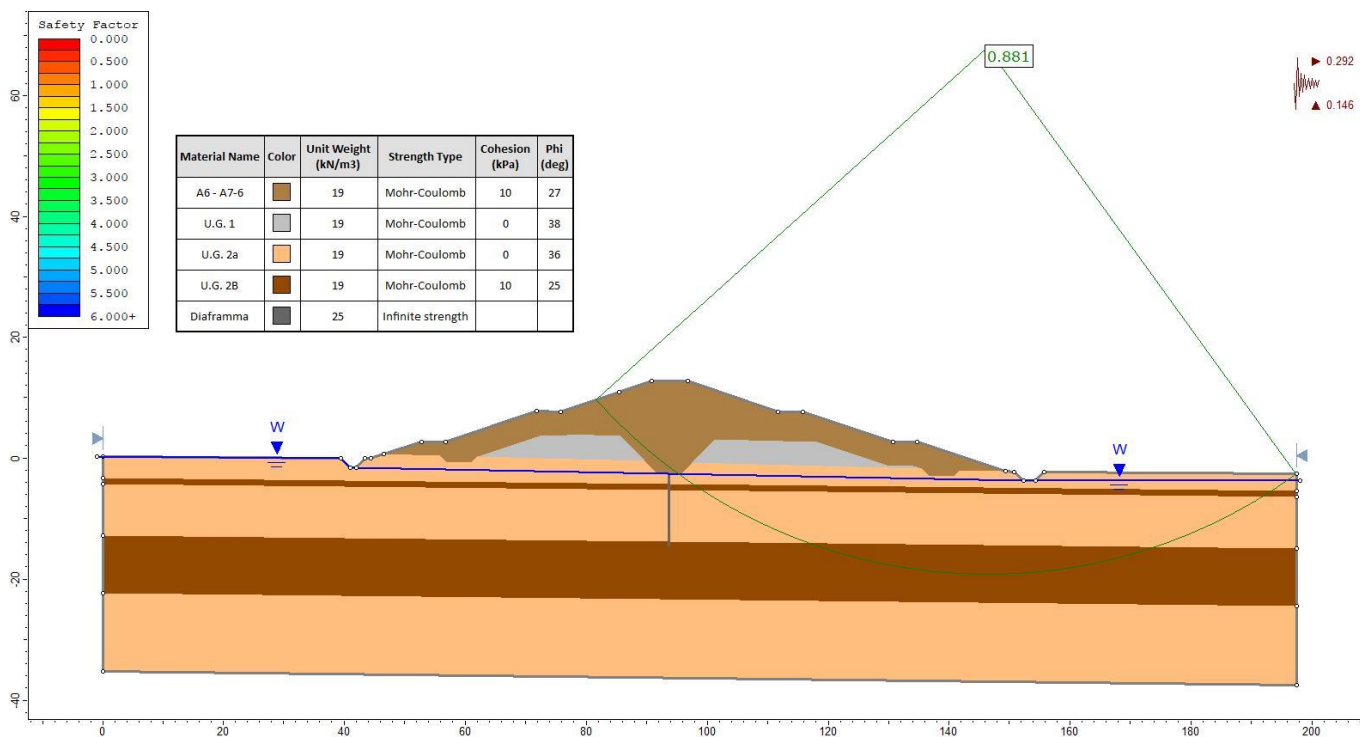 Safety Factor
0.000
0.500
1.000
1.500
2.000
2.500
3.000
3.500
4.000
4.500
5.000
5.500
6.000+
Material Name Color Unit Weight (kN/m3) Strength Type Cohesion (kPa) Phi (deg)
A6 - A7-6 19 Mohr-Coulomb 10 27
U.G. 1 19 Mohr-Coulomb 0 38
U.G. 2a 19 Mohr-Coulomb 0 36
U.G. 2B 19 Mohr-Coulomb 10 25
Diaframma 25 Infinite strength
0.881
0.292
0.146
W
W
60
40
20
0
-20
-40
0 20 40 60 80 100 120 140 160 180 200